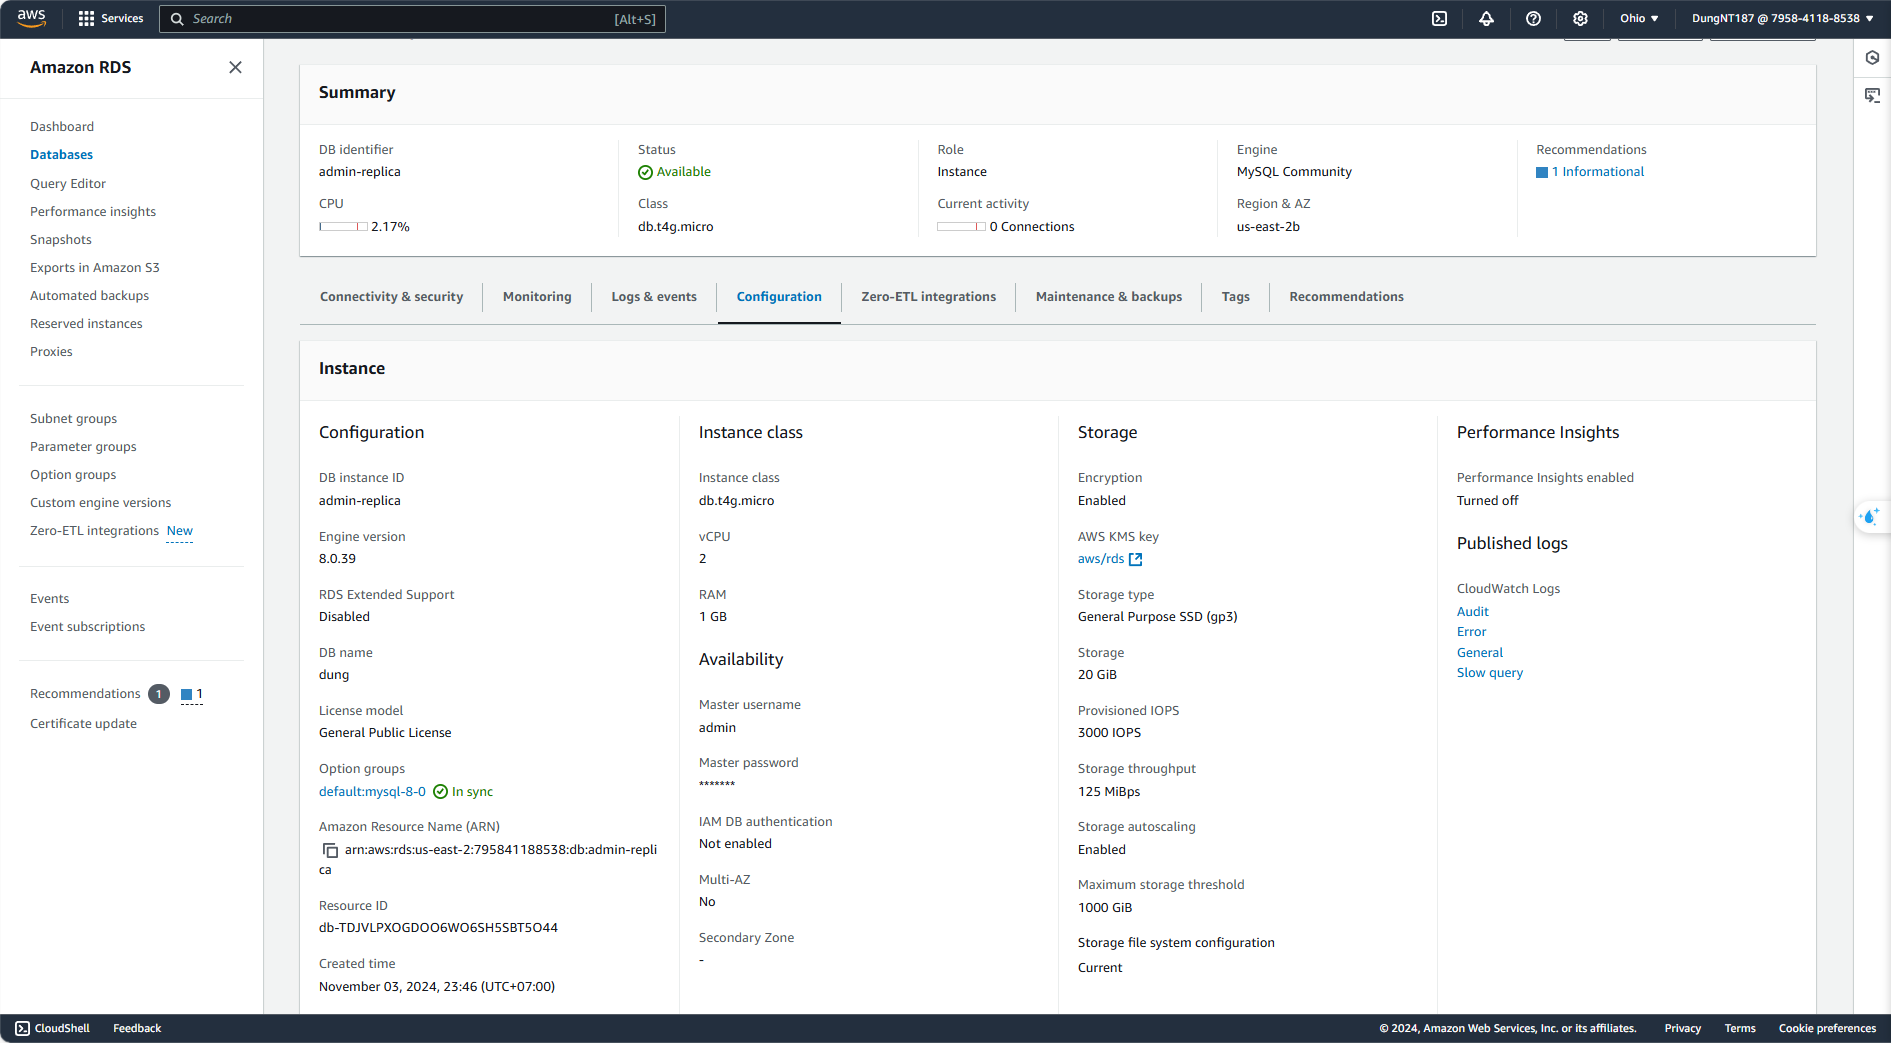 aws
Services
Search
[Alt+S]
Ohio ▼
DungNT187 @ 7958-4118-8538 ▼
Amazon RDS
Dashboard
Databases
Query Editor
Performance insights
Snapshots
Exports in Amazon S3
Automated backups
Reserved instances
Proxies
Subnet groups
Parameter groups
Option groups
Custom engine versions
Zero-ETL integrations New
Events
Event subscriptions
Recommendations 1 1
Certificate update
Summary
DB identifier
admin-replica
CPU
2.17%
Status
Available
Class
db.t4g.micro
Role
Instance
Current activity
0 Connections
Engine
MySQL Community
Region & AZ
us-east-2b
Recommendations
1 Informational
Connectivity & security
Monitoring
Logs & events
Configuration
Zero-ETL integrations
Maintenance & backups
Tags
Recommendations
Instance
Configuration
DB instance ID
admin-replica
Engine version
8.0.39
RDS Extended Support
Disabled
DB name
dung
License model
General Public License
Option groups
default:mysql-8-0 In sync
Amazon Resource Name (ARN)
arn:aws:rds:us-east-2:795841188538:db:admin-repli
ca
Resource ID
db-TDJVLPXOGDOO6WO6SH5SBT5O44
Created time
November 03, 2024, 23:46 (UTC+07:00)
Instance class
Instance class
db.t4g.micro
vCPU
2
RAM
1 GB
Availability
Master username
admin
Master password
*******
IAM DB authentication
Not enabled
Multi-AZ
No
Secondary Zone
-
Storage
Encryption
Enabled
AWS KMS key
aws/rds
Storage type
General Purpose SSD (gp3)
Storage
20 GiB
Provisioned IOPS
3000 IOPS
Storage throughput
125 MiBps
Storage autoscaling
Enabled
Maximum storage threshold
1000 GiB
Storage file system configuration
Current
Performance Insights
Performance Insights enabled
Turned off
Published logs
CloudWatch Logs
Audit
Error
General
Slow query
CloudShell
Feedback
© 2024, Amazon Web Services, Inc. or its affiliates.
Privacy
Terms
Cookie preferences